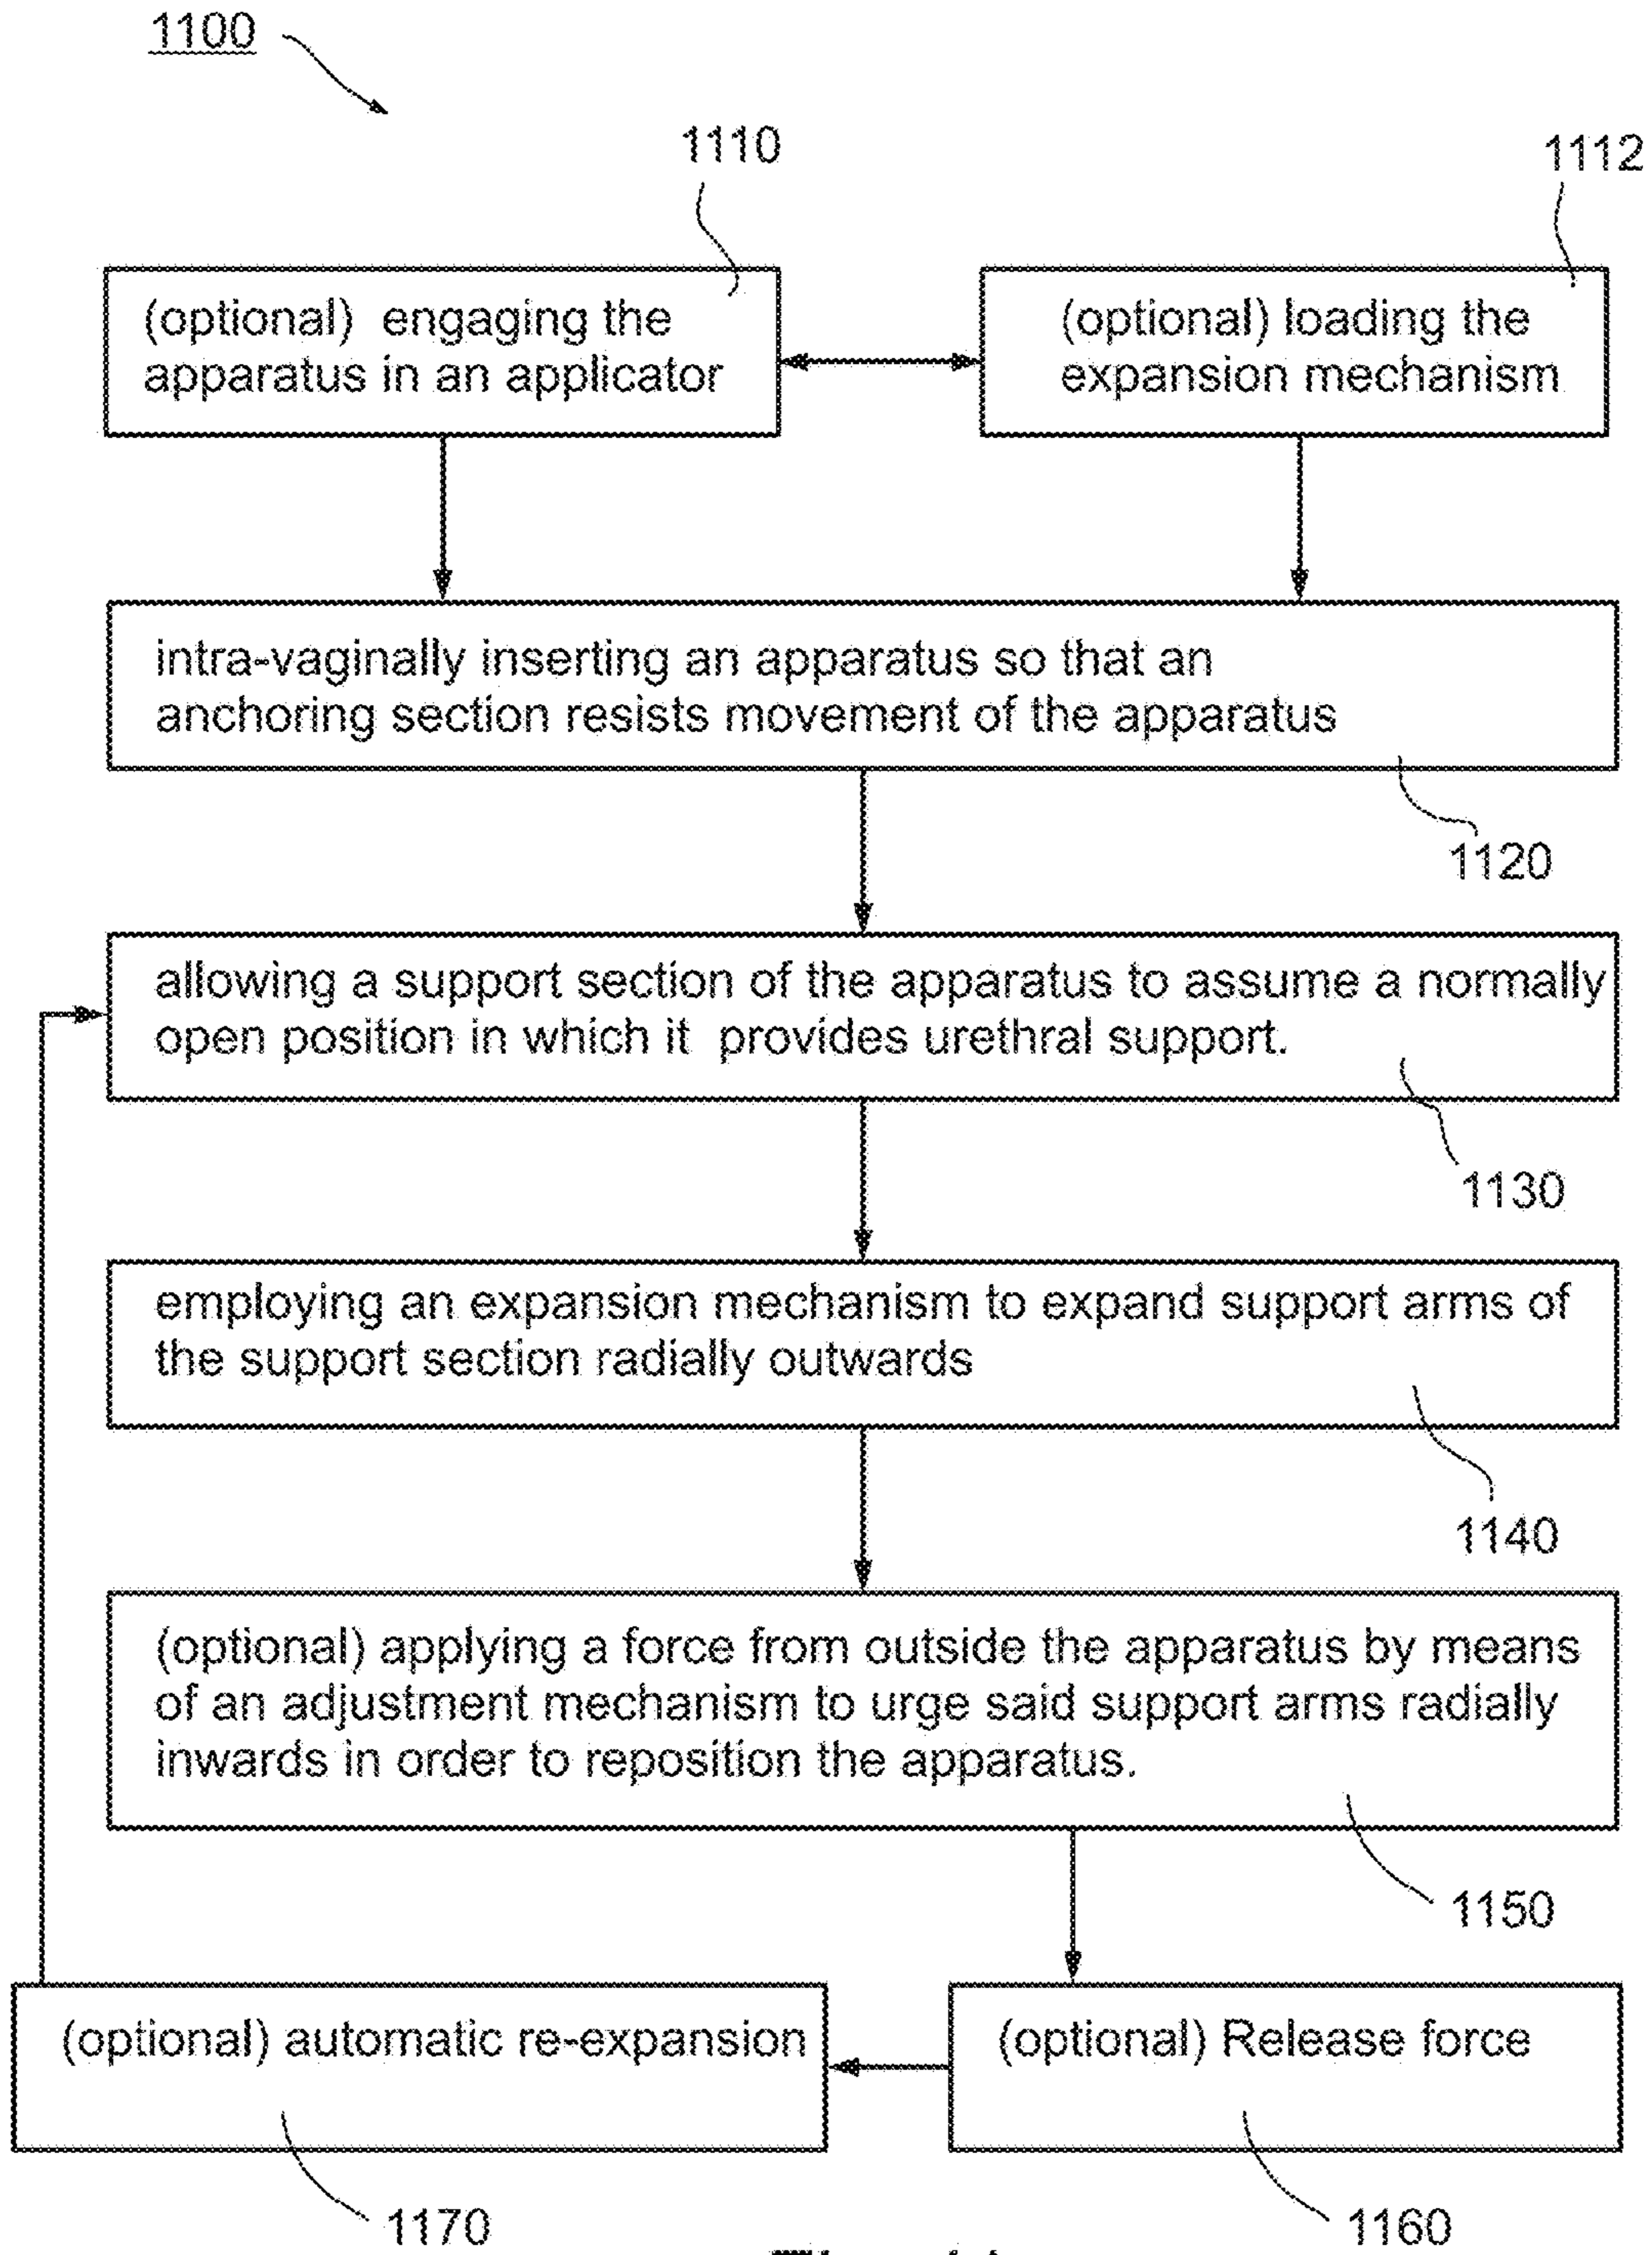 1100
1110
1112
(optional) engaging the
apparatus in an applicator
(optional) loading the
expansion mechanism
intra-vaginally inserting an apparatus so that an
anchoring section resists movement of the apparatus
1120
allowing a support section of the apparatus to assume a normally
open position in which it provides urethral support.
1130
employing an expansion mechanism to expand support arms of
the support section radially outwards
1140
(optional) applying a force from outside the apparatus by means
of an adjustment mechanism to urge said support arms radially
inwards in order to reposition the apparatus.
1150
(optional) automatic re-expansion
(optional) Release force
1170
1160